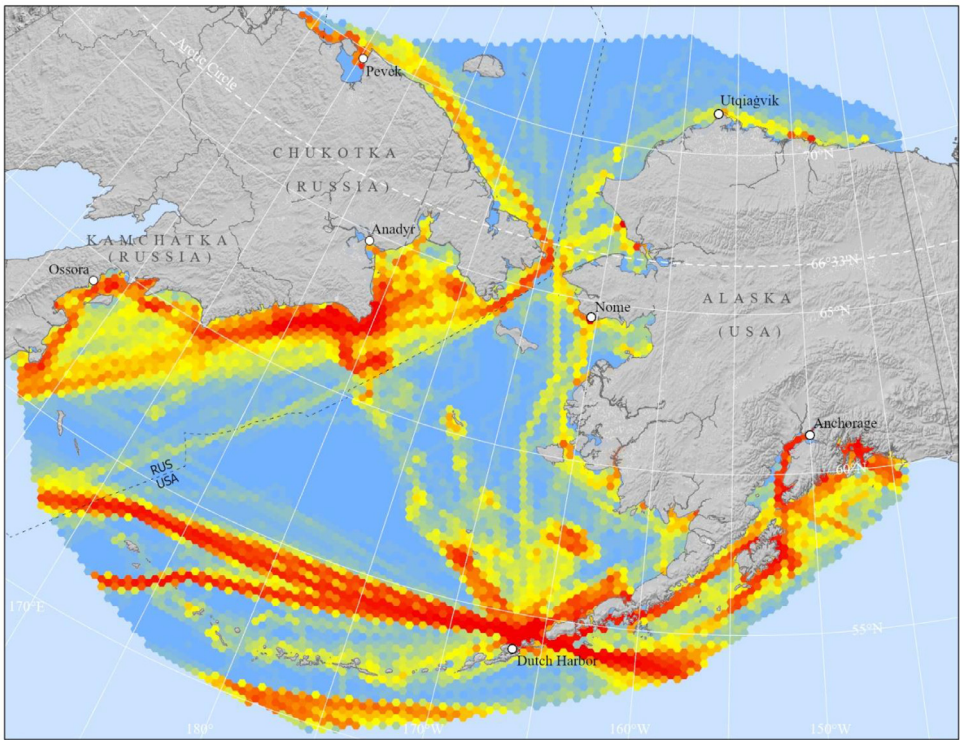 Arctic Circle
Pevek
Utqiaġvik
70°N
CHUKOTKA
(RUSSIA)
Anadyr
KAMCHATKA
(RUSSIA)
Ossora
66°33'N
Nome
65°N
ALASKA
(USA)
Anchorage
60°N
RUS
USA
170°E
55°N
Dutch Harbor
180°
170°W
160°W
150°W